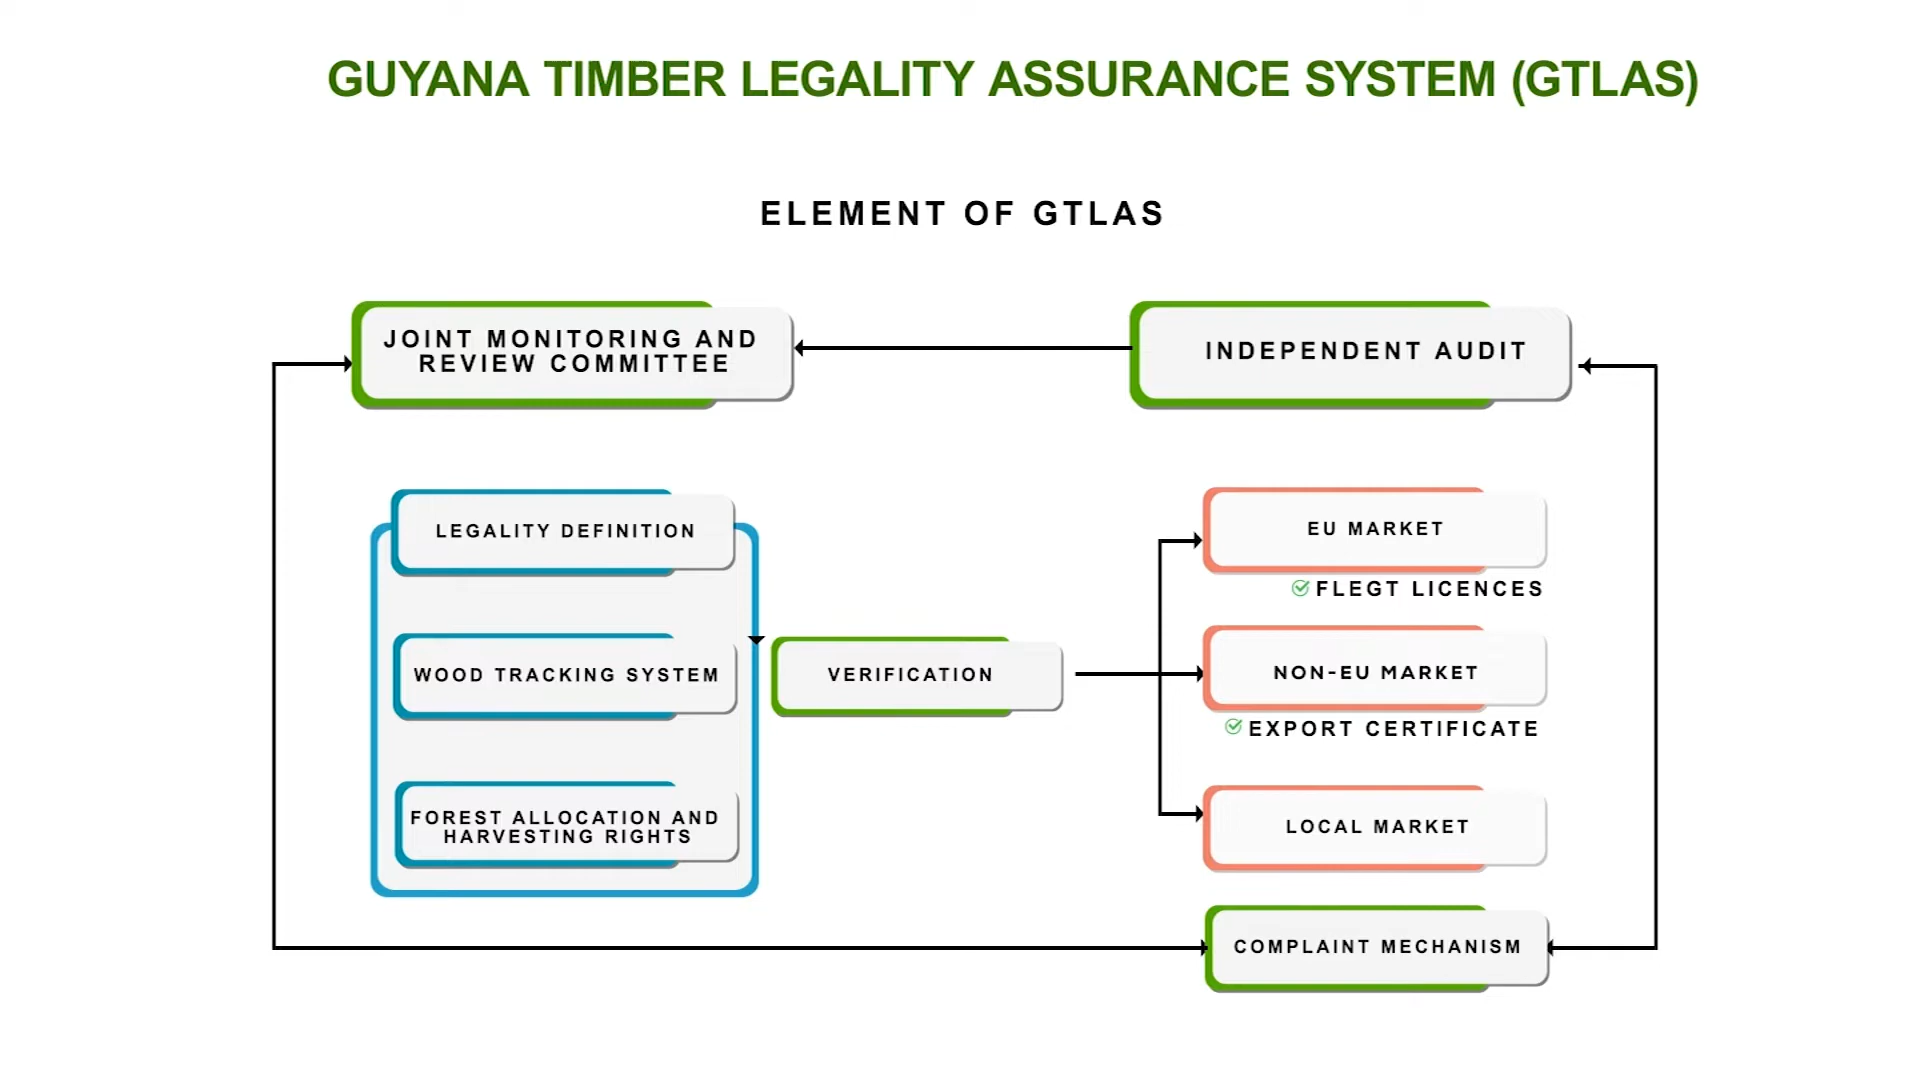 GUYANA TIMBER LEGALITY ASSURANCE SYSTEM (GTLAS)
ELEMENT OF GTLAS
JOINT MONITORING AND
REVIEW COMMITTEE
INDEPENDENT AUDIT
LEGALITY DEFINITION
WOOD TRACKING SYSTEM
FOREST ALLOCATION AND
HARVESTING RIGHTS
VERIFICATION
EU MARKET
FLEGT LICENCES
NON-EU MARKET
EXPORT CERTIFICATE
LOCAL MARKET
COMPLAINT MECHANISM